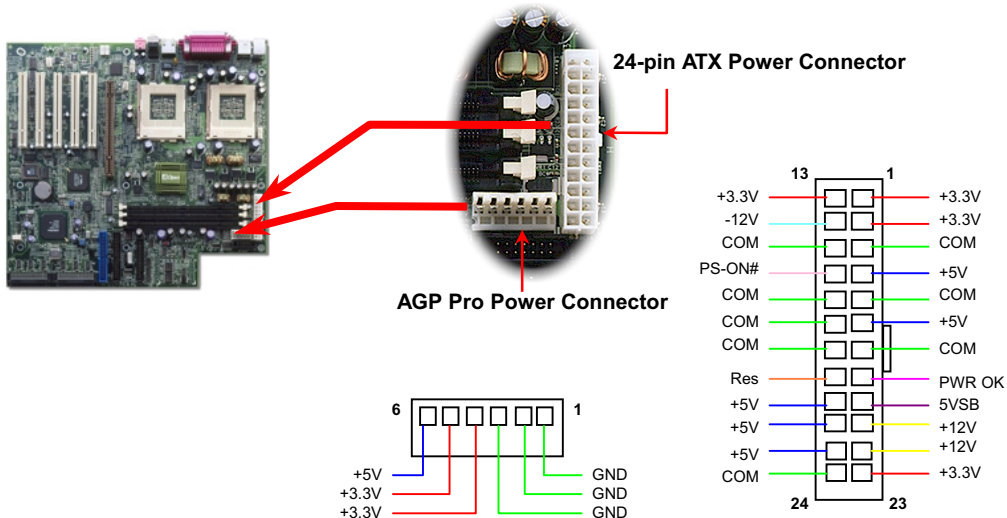 24-pin ATX Power Connector
AGP Pro Power Connector
13 1
+3.3V +3.3V
-12V +3.3V
COM COM
PS-ON# +5V
COM COM
COM +5V
COM COM
Res PWR OK
+5V 5VSB
+5V +12V
+5V +12V
COM +3.3V
24 23
6 1
+5V GND
+3.3V GND
+3.3V GND